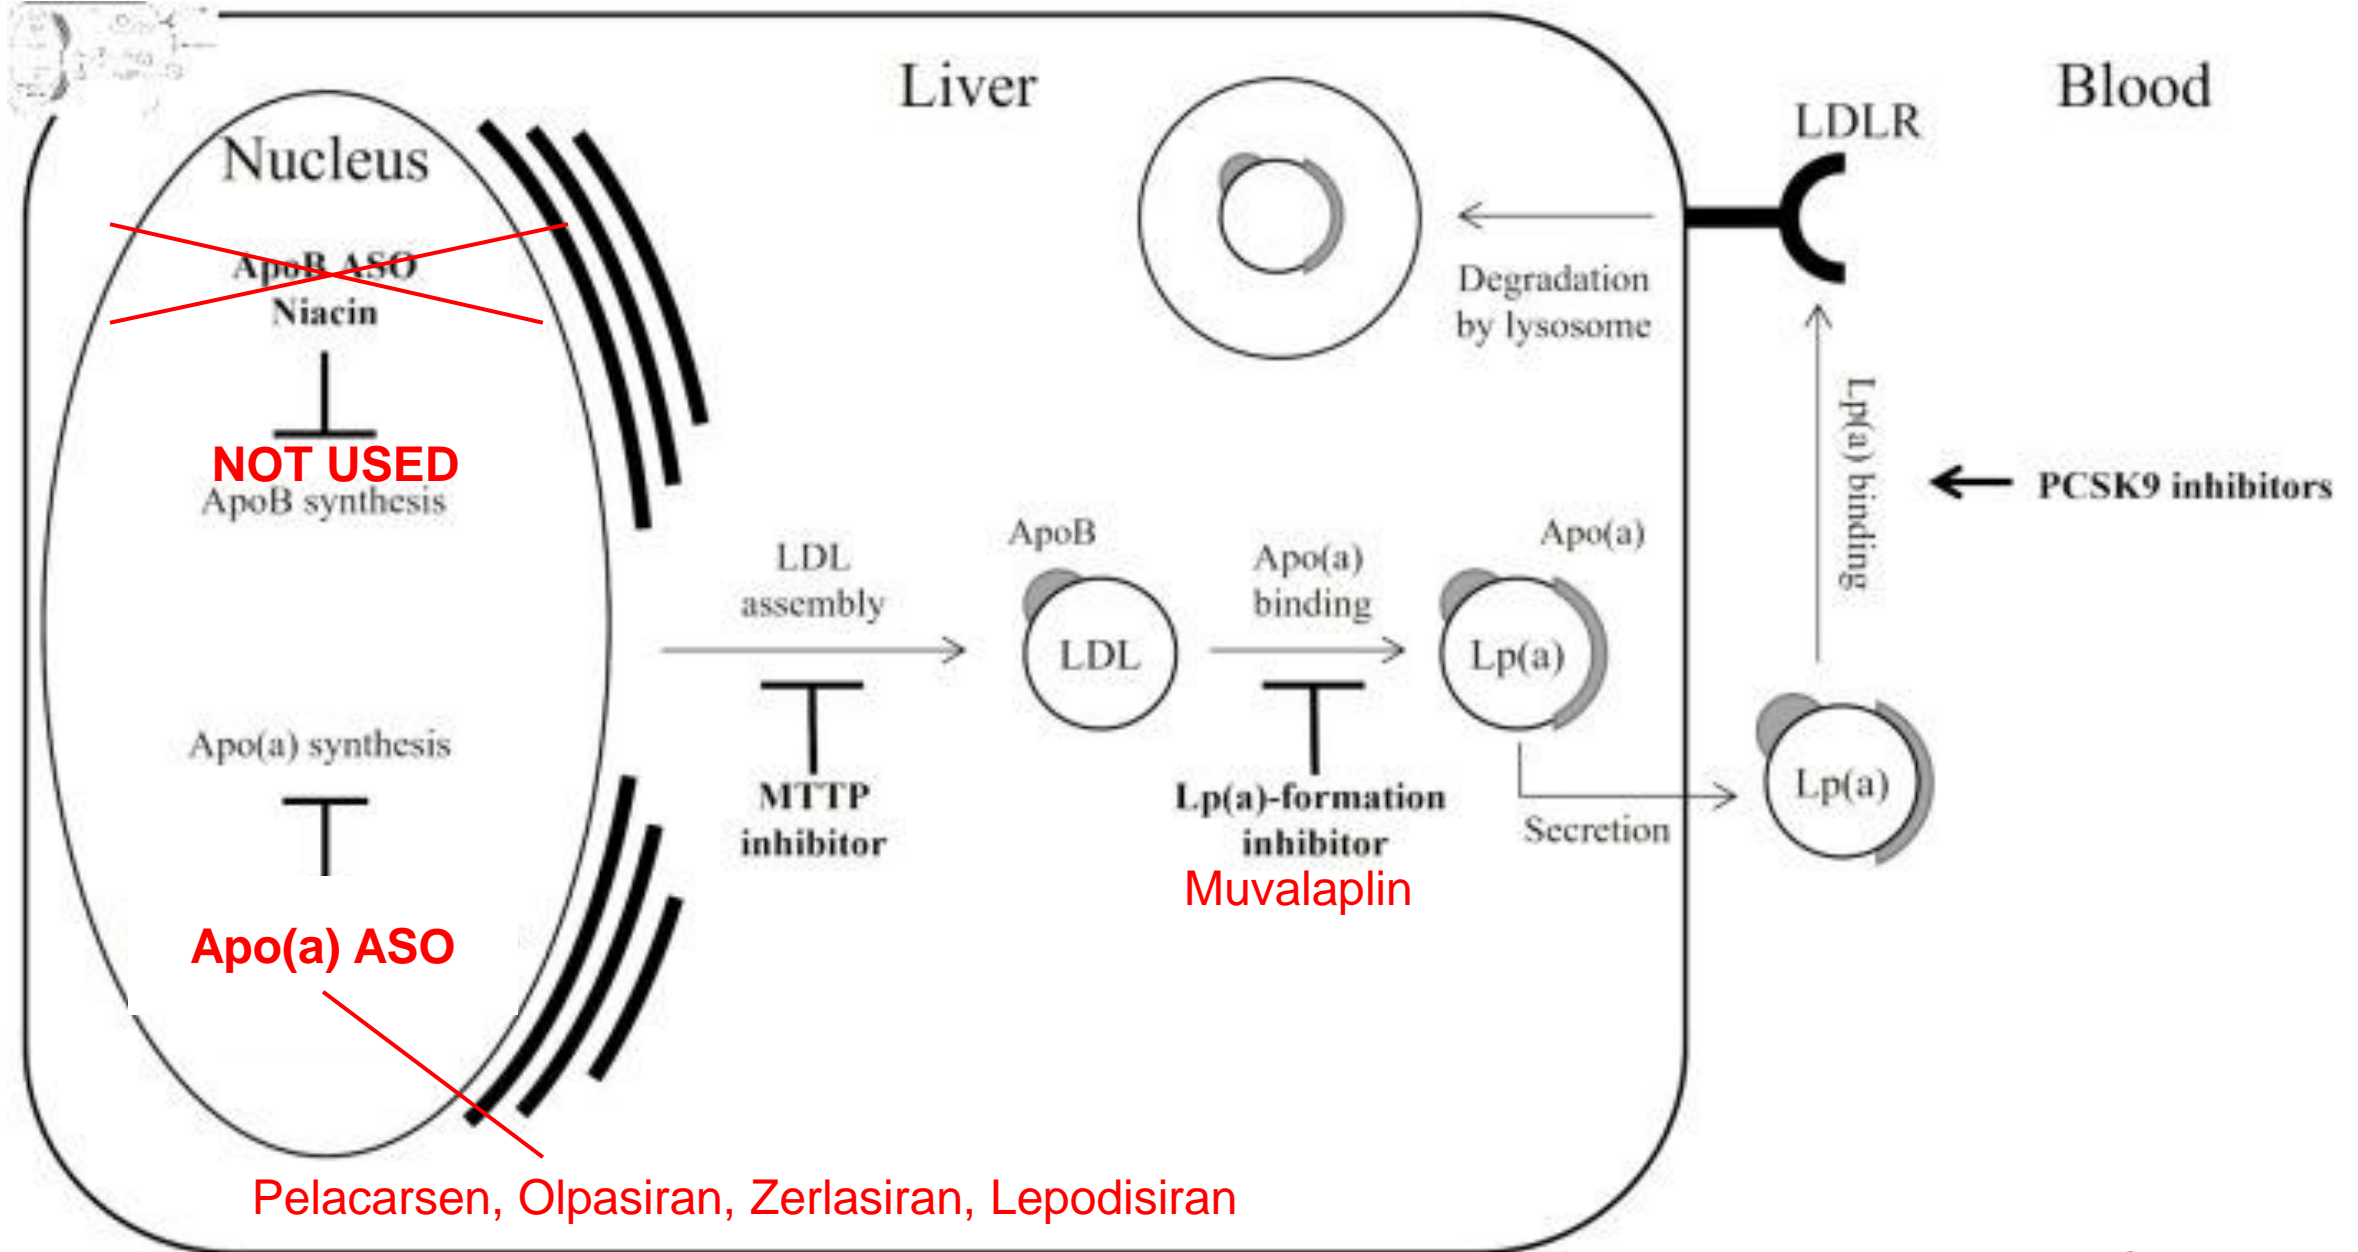 Liver
Blood
LDLR
Nucleus
ApoB ASO
Niacin
NOT USED
ApoB synthesis
Degradation
by lysosome
Lp(a) binding
PCSK9 inhibitors
LDL
assembly
ApoB
LDL
Apo(a)
binding
Apo(a)
Lp(a)
Apo(a) synthesis
MTTP
inhibitor
Lp(a)-formation
inhibitor
Muvalaplin
Secretion
Lp(a)
Apo(a) ASO
Pelacarsen, Olpasiran, Zerlasiran, Lepodisiran